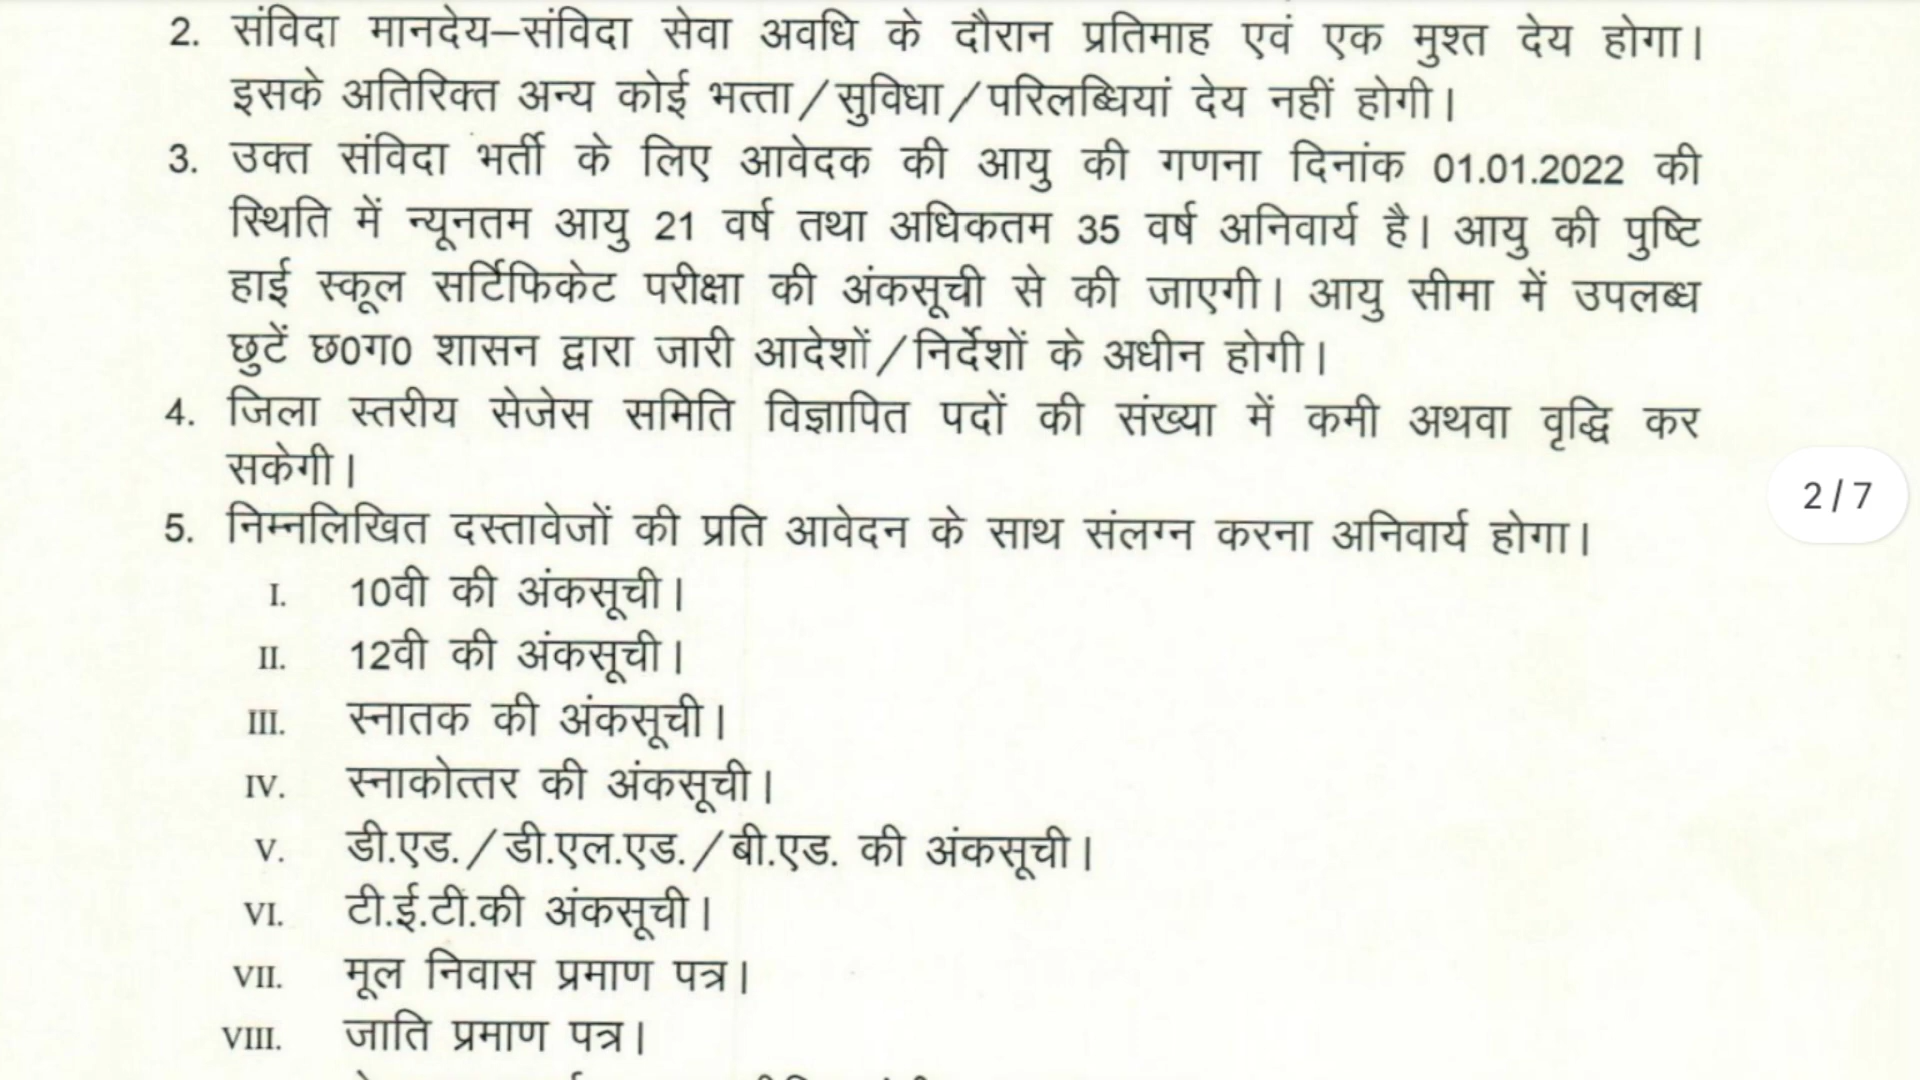 2. संविदा मानदेय–संविदा सेवा अवधि के दौरान प्रतिमाह एवं एक मुश्त देय होगा।
इसके अतिरिक्त अन्य कोई भत्ता/सुविधा/परिलब्धियां देय नहीं होगी।
3. उक्त संविदा भर्ती के लिए आवेदक की आयु की गणना दिनांक 01.01.2022 की
स्थिति में न्यूनतम आयु 21 वर्ष तथा अधिकतम 35 वर्ष अनिवार्य है। आयु की पुष्टि
हाई स्कूल सर्टिफिकेट परीक्षा की अंकसूची से की जाएगी। आयु सीमा में उपलब्ध
छुटें छ0ग0 शासन द्वारा जारी आदेशों/निर्देशों के अधीन होगी।
4. जिला स्तरीय सेजेस समिति विज्ञापित पदों की संख्या में कमी अथवा वृद्धि कर
सकेगी।
2/7
5. निम्नलिखित दस्तावेजों की प्रति आवेदन के साथ संलग्न करना अनिवार्य होगा।
I. 10वी की अंकसूची।
II. 12वी की अंकसूची।
III. स्नातक की अंकसूची।
IV. स्नाकोत्तर की अंकसूची।
V. डी.एड./डी.एल.एड./बी.एड. की अंकसूची।
VI. टी.ई.टी.की अंकसूची।
VII. मूल निवास प्रमाण पत्र।
VIII. जाति प्रमाण पत्र।